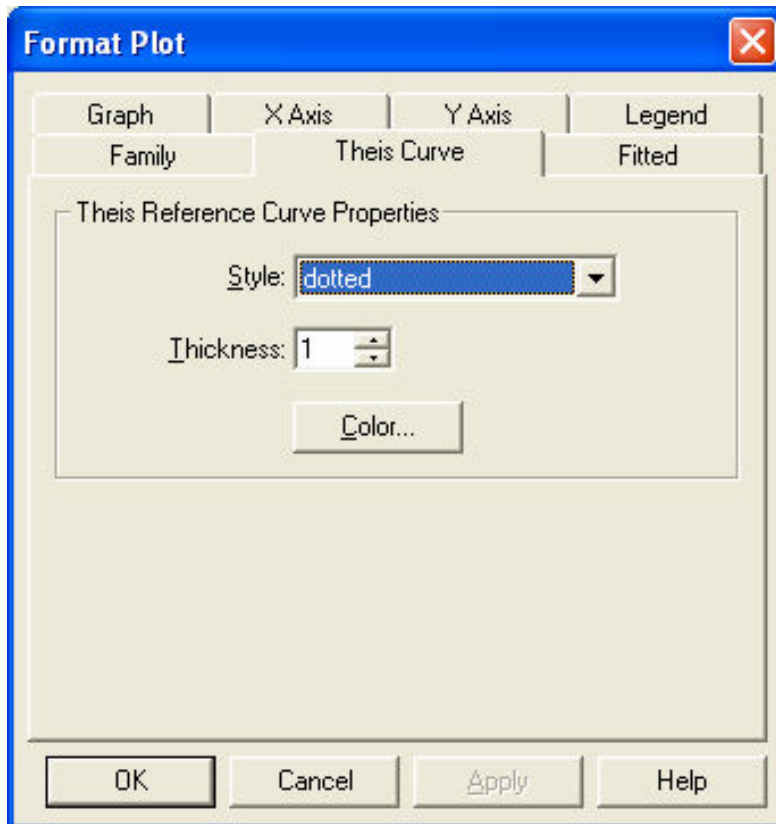 Format Plot
Graph X Axis Y Axis Legend
Family Theis Curve Fitted
Theis Reference Curve Properties
Style: dotted
Thickness: 1
Color...
OK Cancel Apply Help